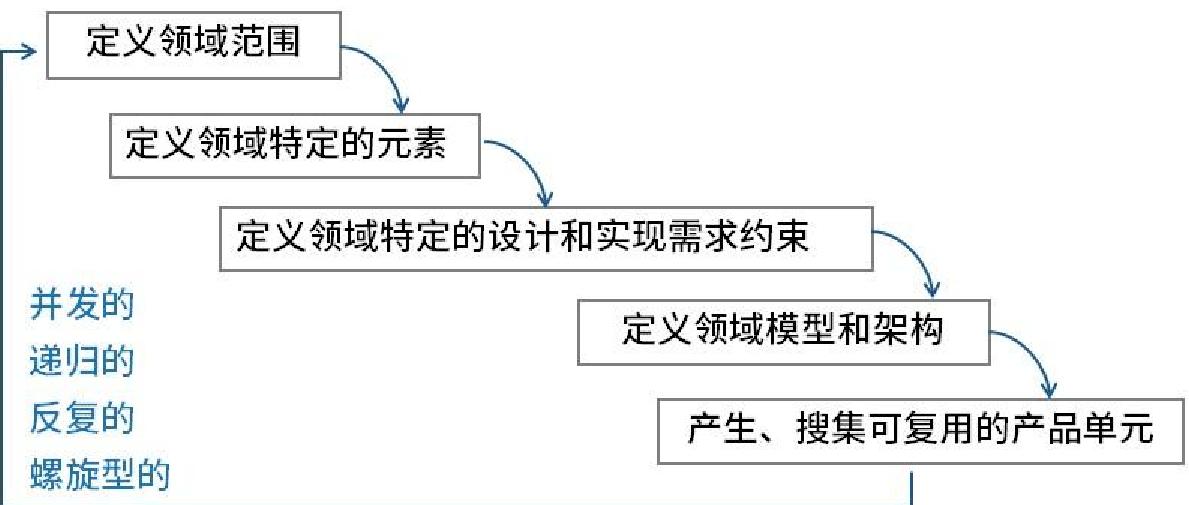 定义领域范围
定义领域特定的元素
定义领域特定的设计和实现需求约束
定义领域模型和架构
产生、搜集可复用的产品单元
并发的
递归的
反复的
螺旋型的